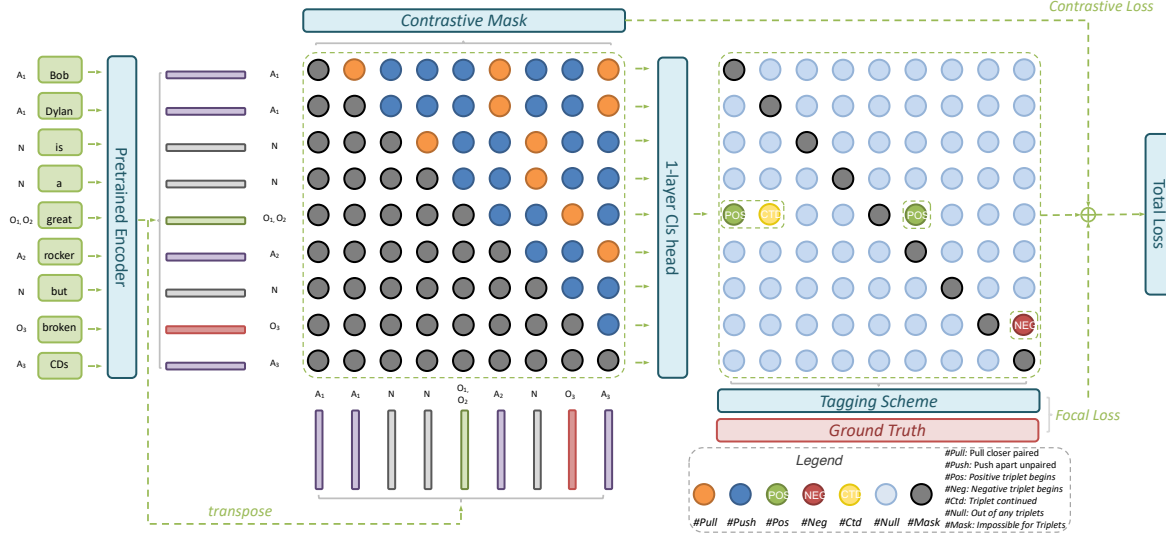 Contrastive Mask
Contrastive Loss
A₁ Bob A₁
A₁ Dylan A₁
N is N
N a N
O₁, O₂ great O₁, O₂
A₂ rocker A₂
N but N
O₃ broken O₃
A₃ CDs A₃
Pretrained Encoder
1-layer Cls head
POS CTD POS
NEG
Total Loss
A₁ A₁ N N O₁, O₂ A₂ N O₃ A₃
transpose
Tagging Scheme
Ground Truth
Focal Loss
Legend
POS NEG CTD
#Pull #Push #Pos #Neg #Ctd #Null #Mask
#Pull: Pull closer paired
#Push: Push apart unpaired
#Pos: Positive triplet begins
#Neg: Negative triplet begins
#Ctd: Triplet continued
#Null: Out of any triplets
#Mask: Impossible for Triplets